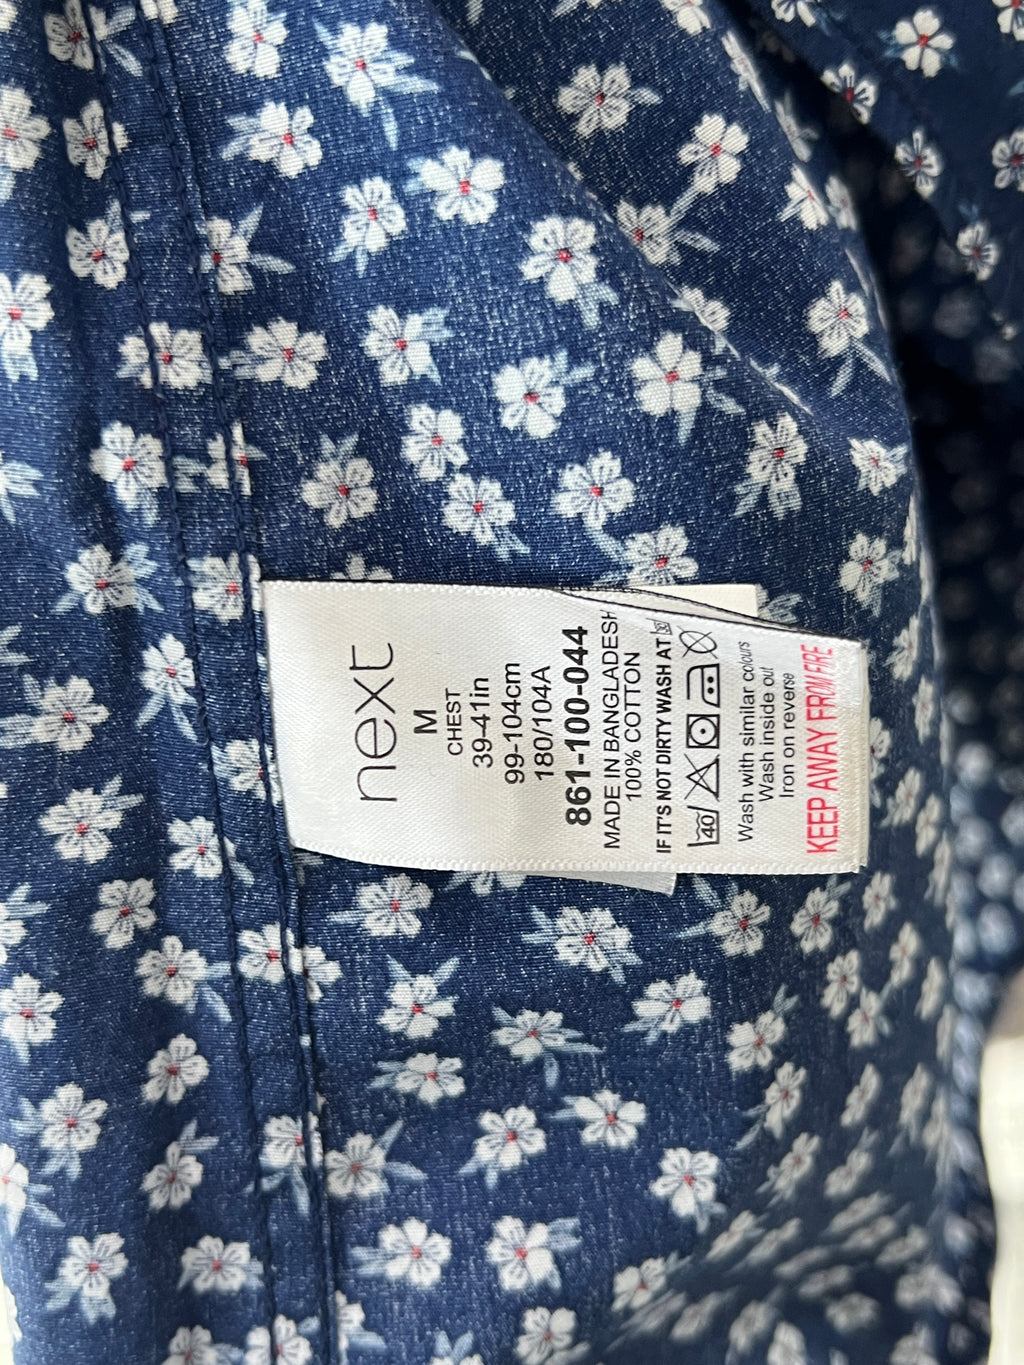 next
M
CHEST
39-41in
99-104cm
180/104A
861-100-044
MADE IN BANGLADESH
100% COTTON
IF IT'S NOT DIRTY WASH AT
40
Wash with similar colours
Wash inside out
Iron on reverse
KEEP AWAY FROM FIRE